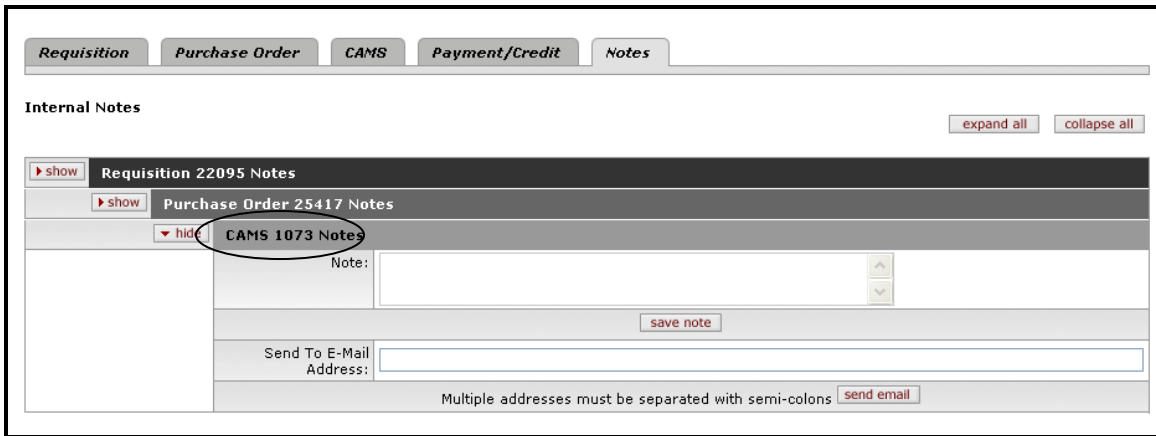 Requisition Purchase Order CAMS Payment/Credit Notes
Internal Notes
expand all collapse all
show Requisition 22095 Notes
show Purchase Order 25417 Notes
hide CAMS 1073 Notes
Note:
save note
Send To E-Mail
Address:
Multiple addresses must be separated with semi-colons send email